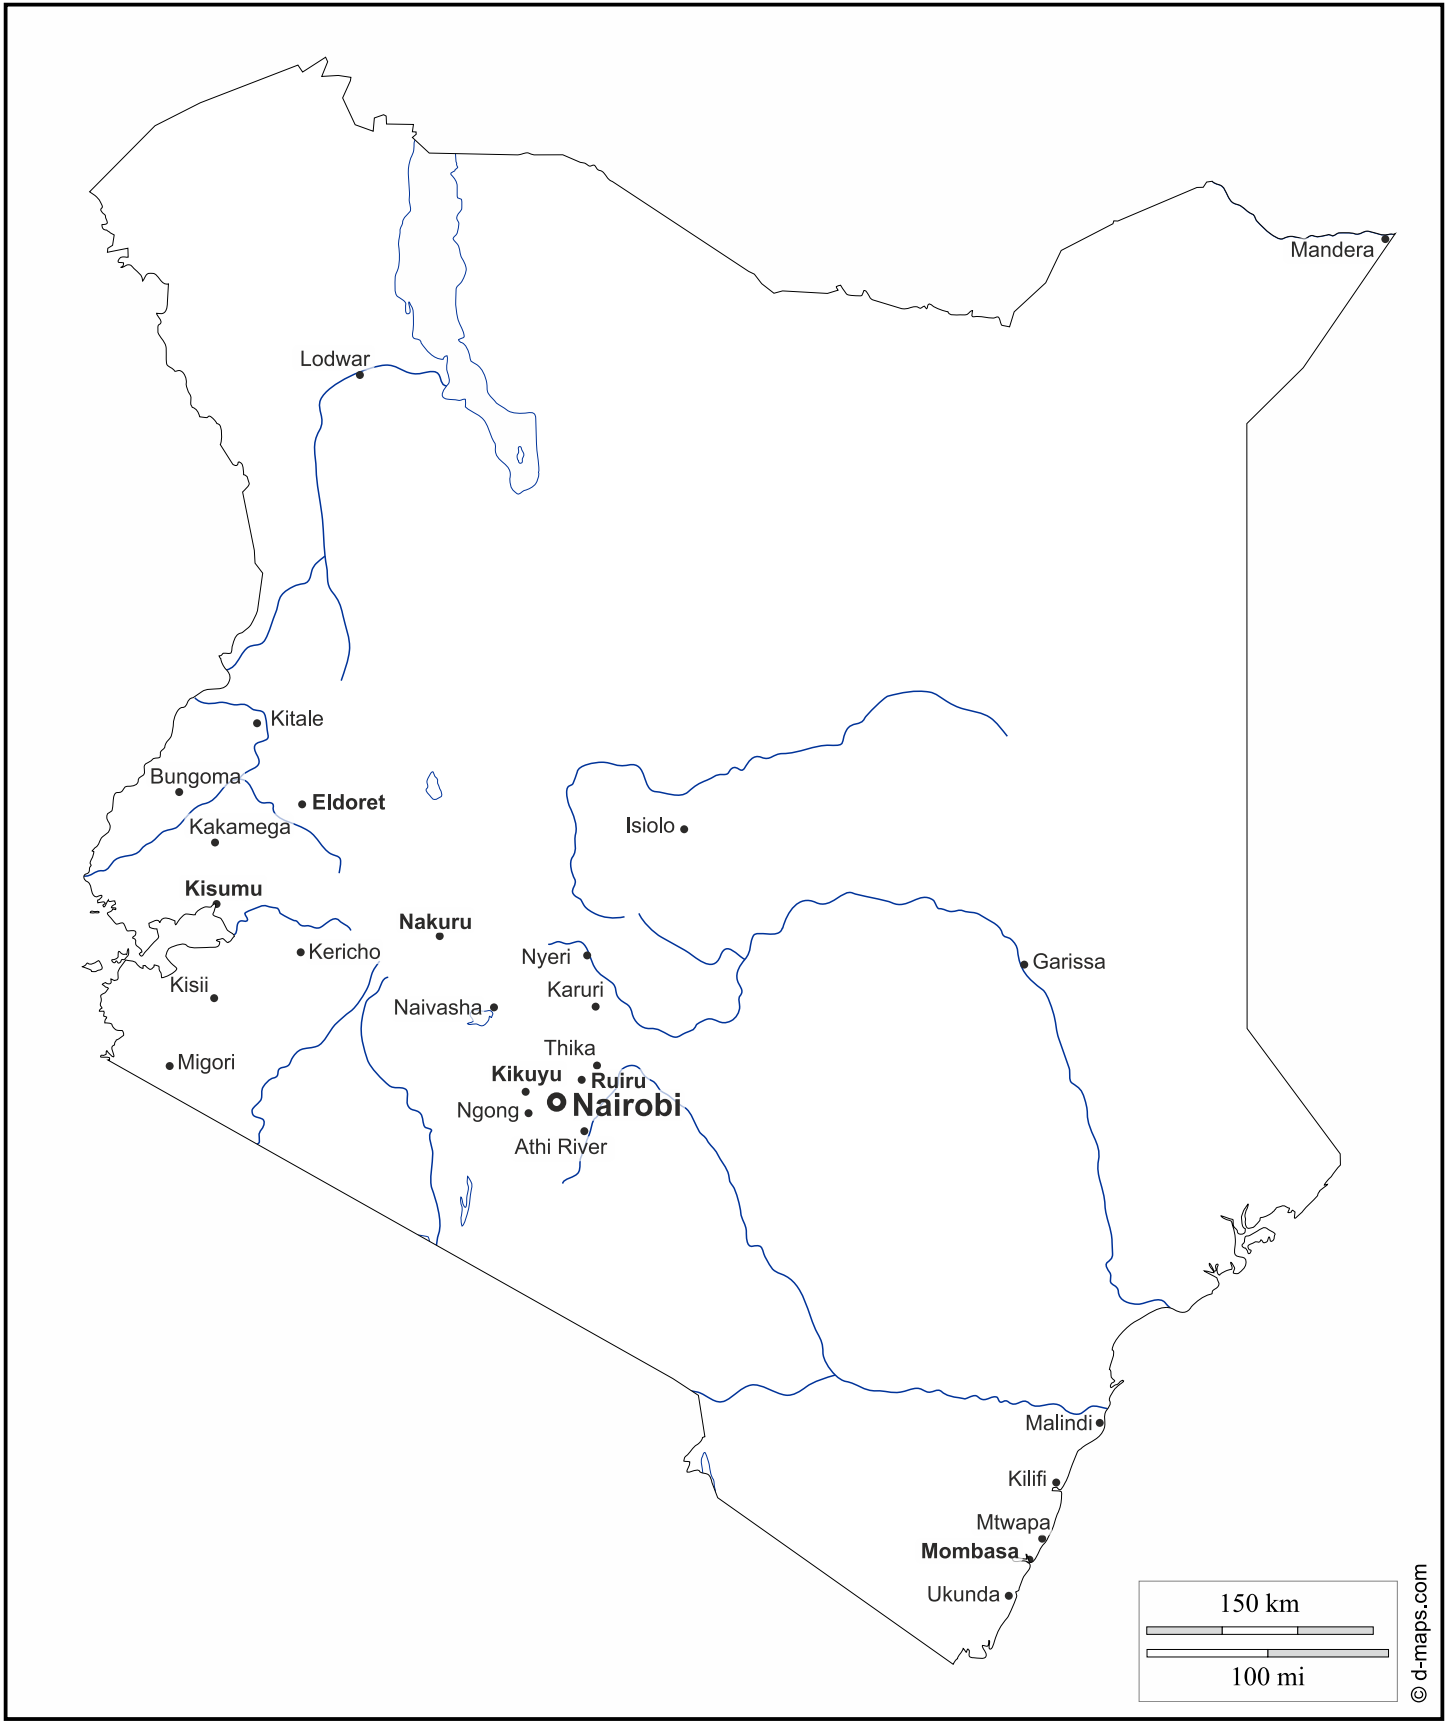 Mandera
Lodwar
Kitale
Bungoma
Eldoret
Isiolo
Kakamega
Kisumu
Nakuru
Kericho
Nyeri
Garissa
Kisii
Karuri
Naivasha
Thika
Migori
Kikuyu
Ruiru
Nairobi
Ngong
Athi River
Malindi
Kilifi
Mtwapa
Mombasa
Ukunda
150 km
100 mi
© d-maps.com